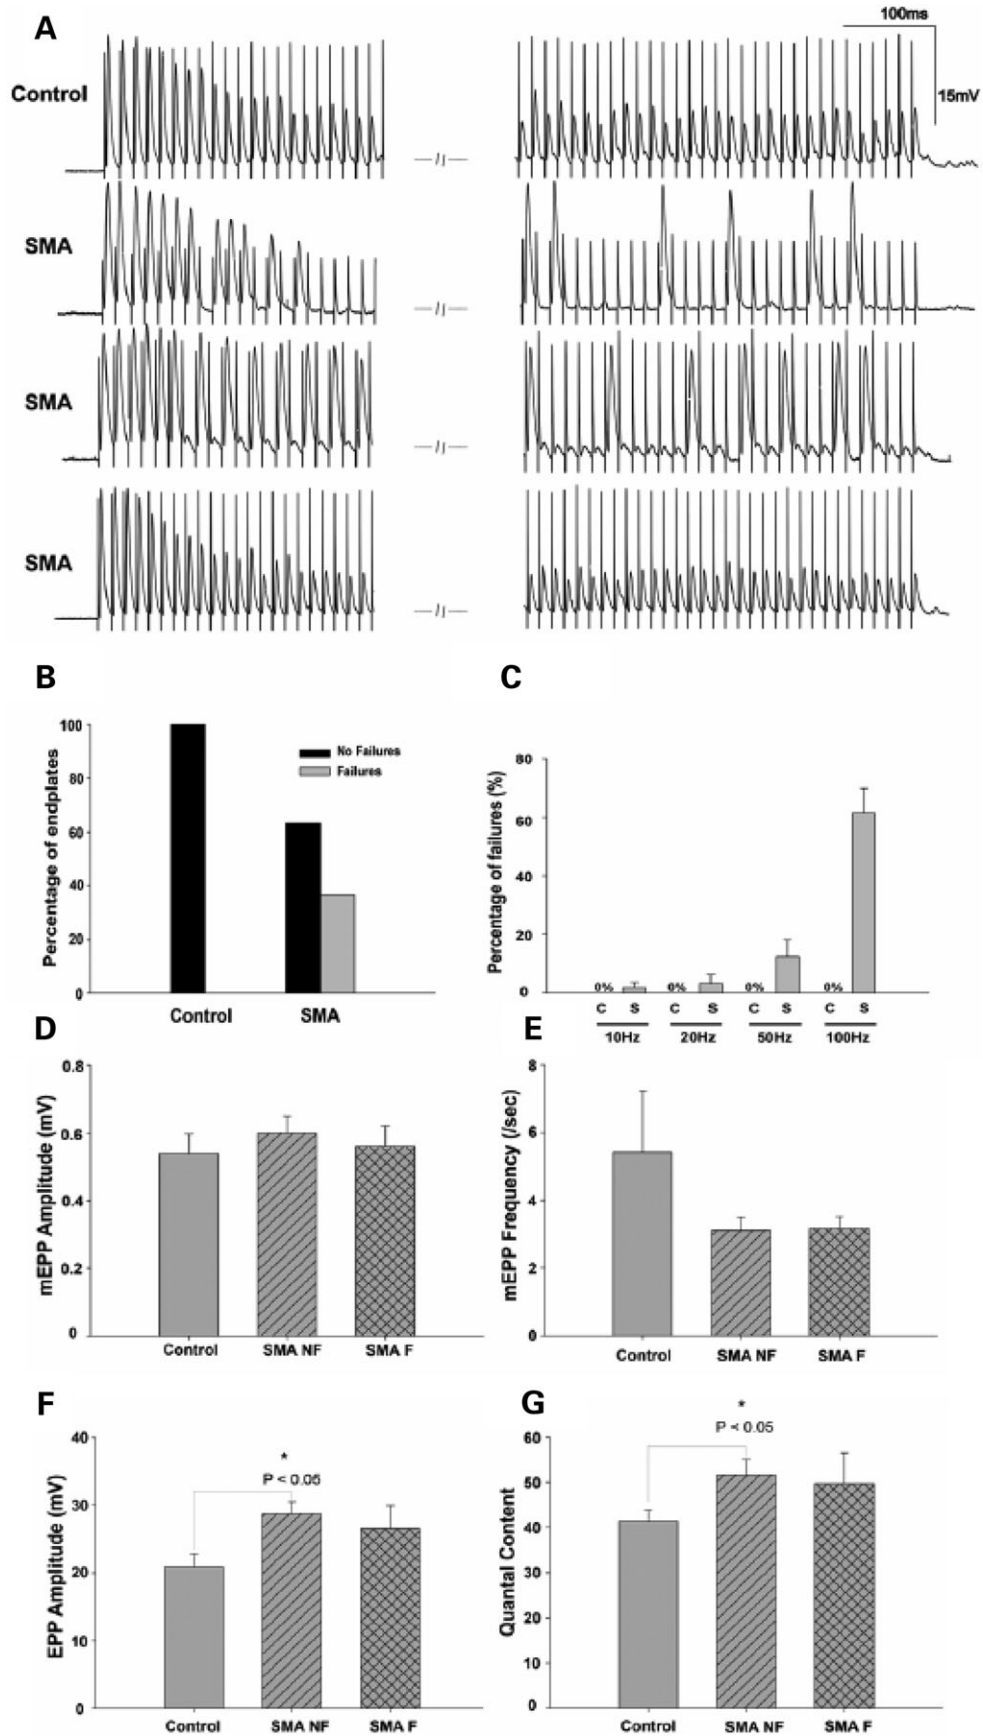 A
100ms
Control
15mV
SMA
SMA
SMA
B
C
100
80
60
40
20
0
Percentage of endplates
No Failures
Failures
Control SMA
80
60
40
20
0
Percentage of failures (%)
0% 0% 0% 0%
C S C S C S C S
10Hz 20Hz 50Hz 100Hz
D
E
0.8
0.6
0.4
0.2
0
mEPP Amplitude (mV)
Control SMA NF SMA F
8
6
4
2
0
mEPP Frequency (/sec)
Control SMA NF SMA F
F
G
40
30
20
10
0
EPP Amplitude (mV)
*
P < 0.05
Control SMA NF SMA F
60
50
40
30
20
10
0
Quantal Content
*
P < 0.05
Control SMA NF SMA F